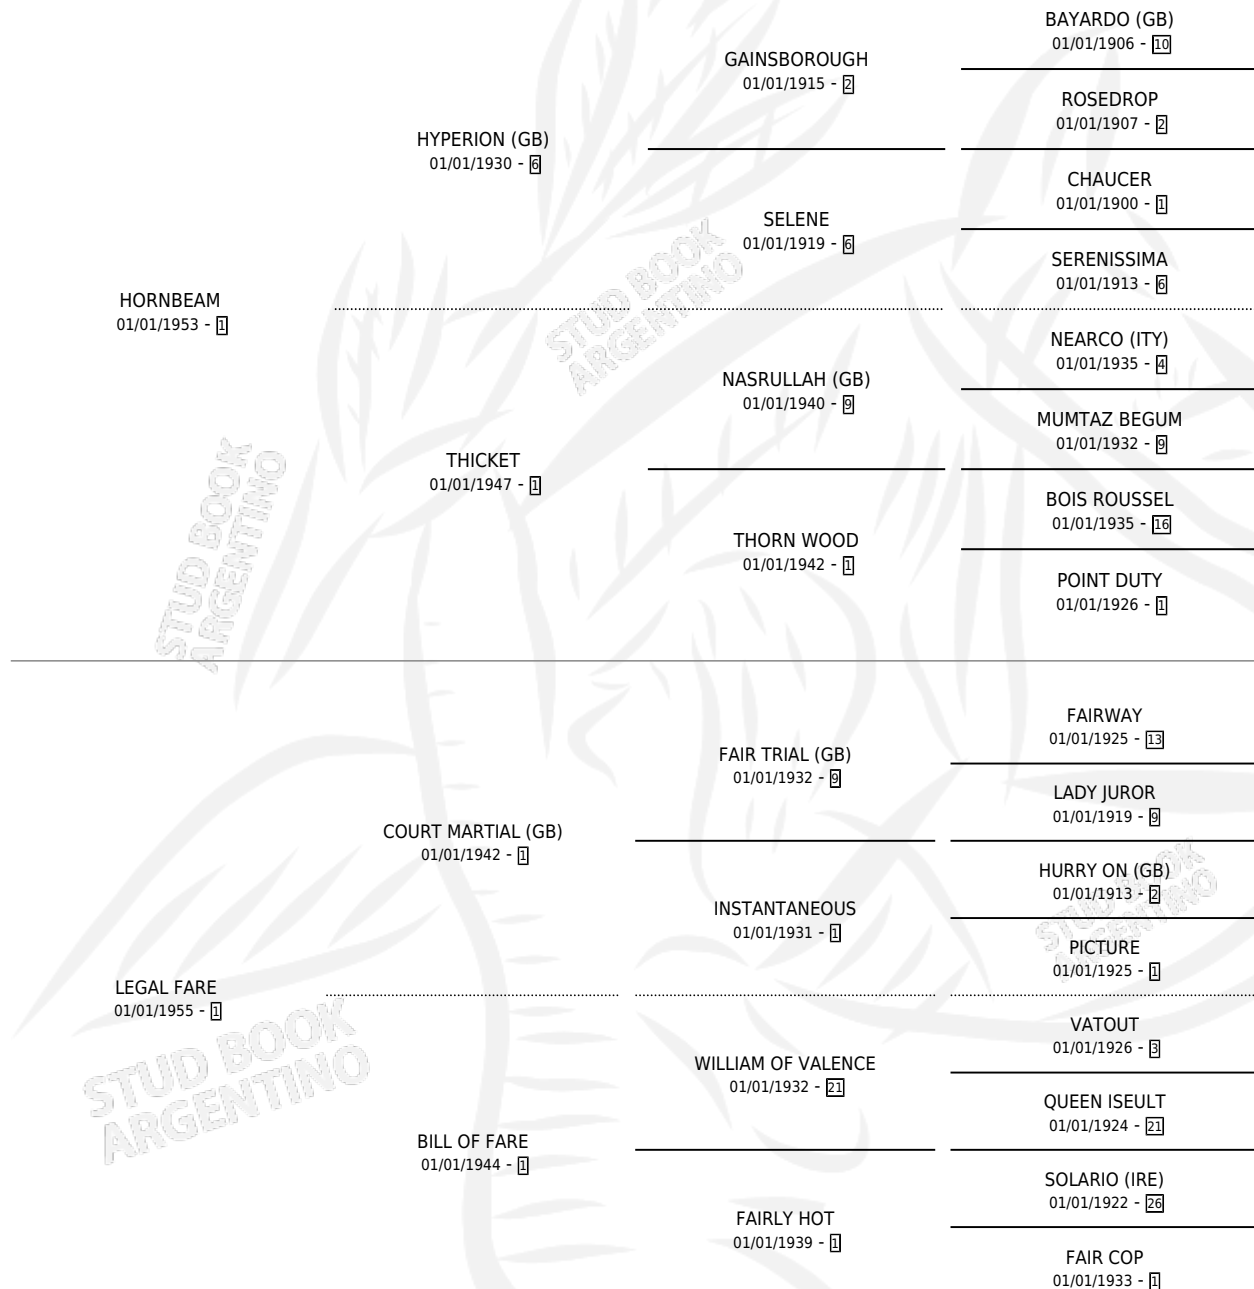 BAYARDO (GB)
01/01/1906 - 10
GAINSBOROUGH
01/01/1915 - 2
ROSEDROP
01/01/1907 - 2
HYPERION (GB)
01/01/1930 - 6
CHAUCER
01/01/1900 - 1
SELENE
01/01/1919 - 6
SERENISSIMA
01/01/1913 - 6
HORNBEAM
01/01/1953 - 1
NEARCO (ITY)
01/01/1935 - 4
NASRULLAH (GB)
01/01/1940 - 9
MUMTAZ BEGUM
01/01/1932 - 9
THICKET
01/01/1947 - 1
BOIS ROUSSEL
01/01/1935 - 16
THORN WOOD
01/01/1942 - 1
POINT DUTY
01/01/1926 - 1
FAIRWAY
01/01/1925 - 13
FAIR TRIAL (GB)
01/01/1932 - 9
LADY JUROR
01/01/1919 - 9
COURT MARTIAL (GB)
01/01/1942 - 1
HURRY ON (GB)
01/01/1913 - 2
INSTANTANEOUS
01/01/1931 - 1
PICTURE
01/01/1925 - 1
LEGAL FARE
01/01/1955 - 1
VATOUT
01/01/1926 - 3
WILLIAM OF VALENCE
01/01/1932 - 21
QUEEN ISEULT
01/01/1924 - 21
BILL OF FARE
01/01/1944 - 1
SOLARIO (IRE)
01/01/1922 - 26
FAIRLY HOT
01/01/1939 - 1
FAIR COP
01/01/1933 - 1
STUD BOOK
ARGENTINO
STUD BOOK
ARGENTINO
STUD BOOK
ARGENTINO
STUD BOOK
ARGENTINO